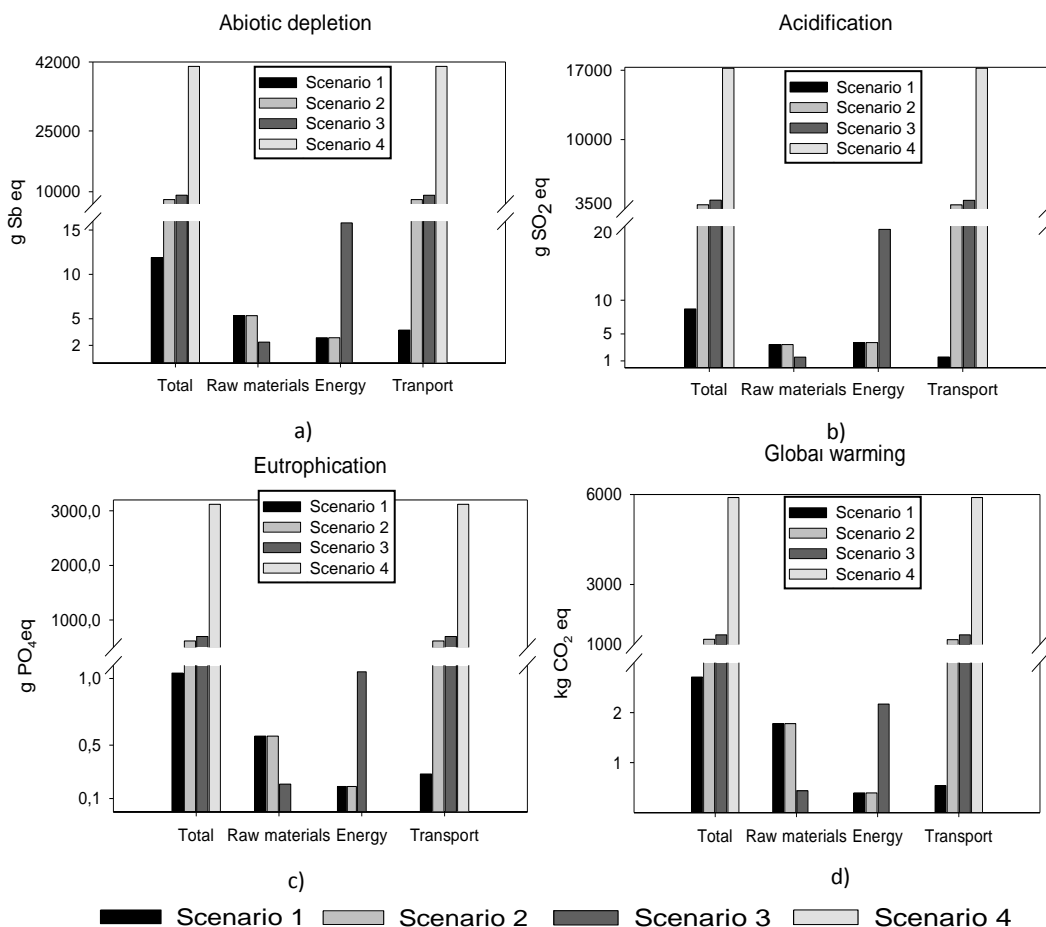 Abiotic depletion
42000
25000
10000
15
10
5
2
g Sb eq
Scenario 1
Scenario 2
Scenario 3
Scenario 4
Total
Raw materials
Energy
Tranport
a)
Acidification
17000
10000
3500
20
10
5
1
g SO2 eq
Scenario 1
Scenario 2
Scenario 3
Scenario 4
Total
Raw materials
Energy
Transport
b)
Eutrophication
3000,0
2000,0
1000,0
1,0
0,5
0,1
g PO4eq
Scenario 1
Scenario 2
Scenario 3
Scenario 4
Total
Raw materials
Energy
Transport
c)
Global warming
6000
3000
1000
2
1
kg CO2 eq
Scenario 1
Scenario 2
Scenario 3
Scenario 4
Total
Raw materials
Energy
Transport
d)
Scenario 1 Scenario 2 Scenario 3 Scenario 4